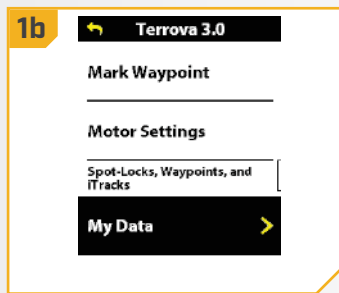 1b
Terrova 3.0
Mark Waypoint
Motor Settings
Spot-Locks, Waypoints, and
iTracks
My Data